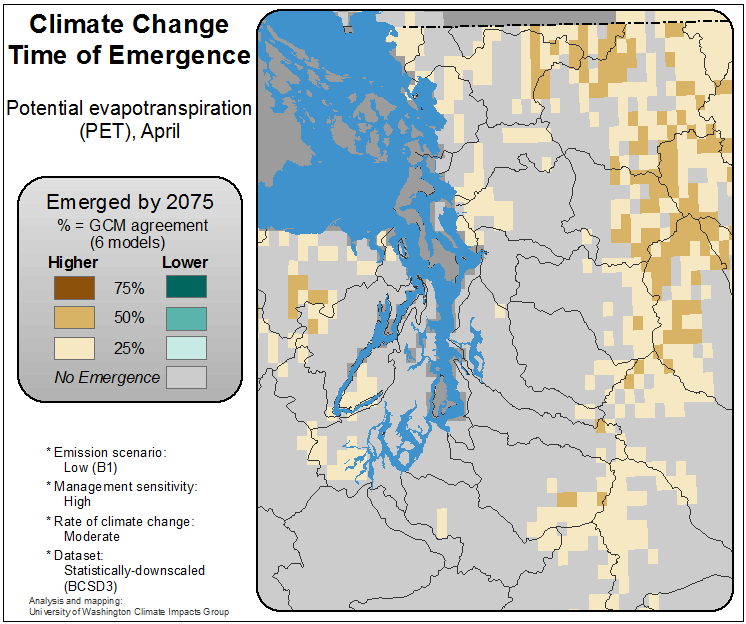 Climate Change
Time of Emergence
Potential evapotranspiration
(PET), April
Emerged by 2075
% = GCM agreement
(6 models)
Higher Lower
75%
50%
25%
No Emergence
* Emission scenario:
Low (B1)
* Management sensitivity:
High
* Rate of climate change:
Moderate
* Dataset:
Statistically-downscaled
(BCSD3)
Analysis and mapping:
University of Washington Climate Impacts Group